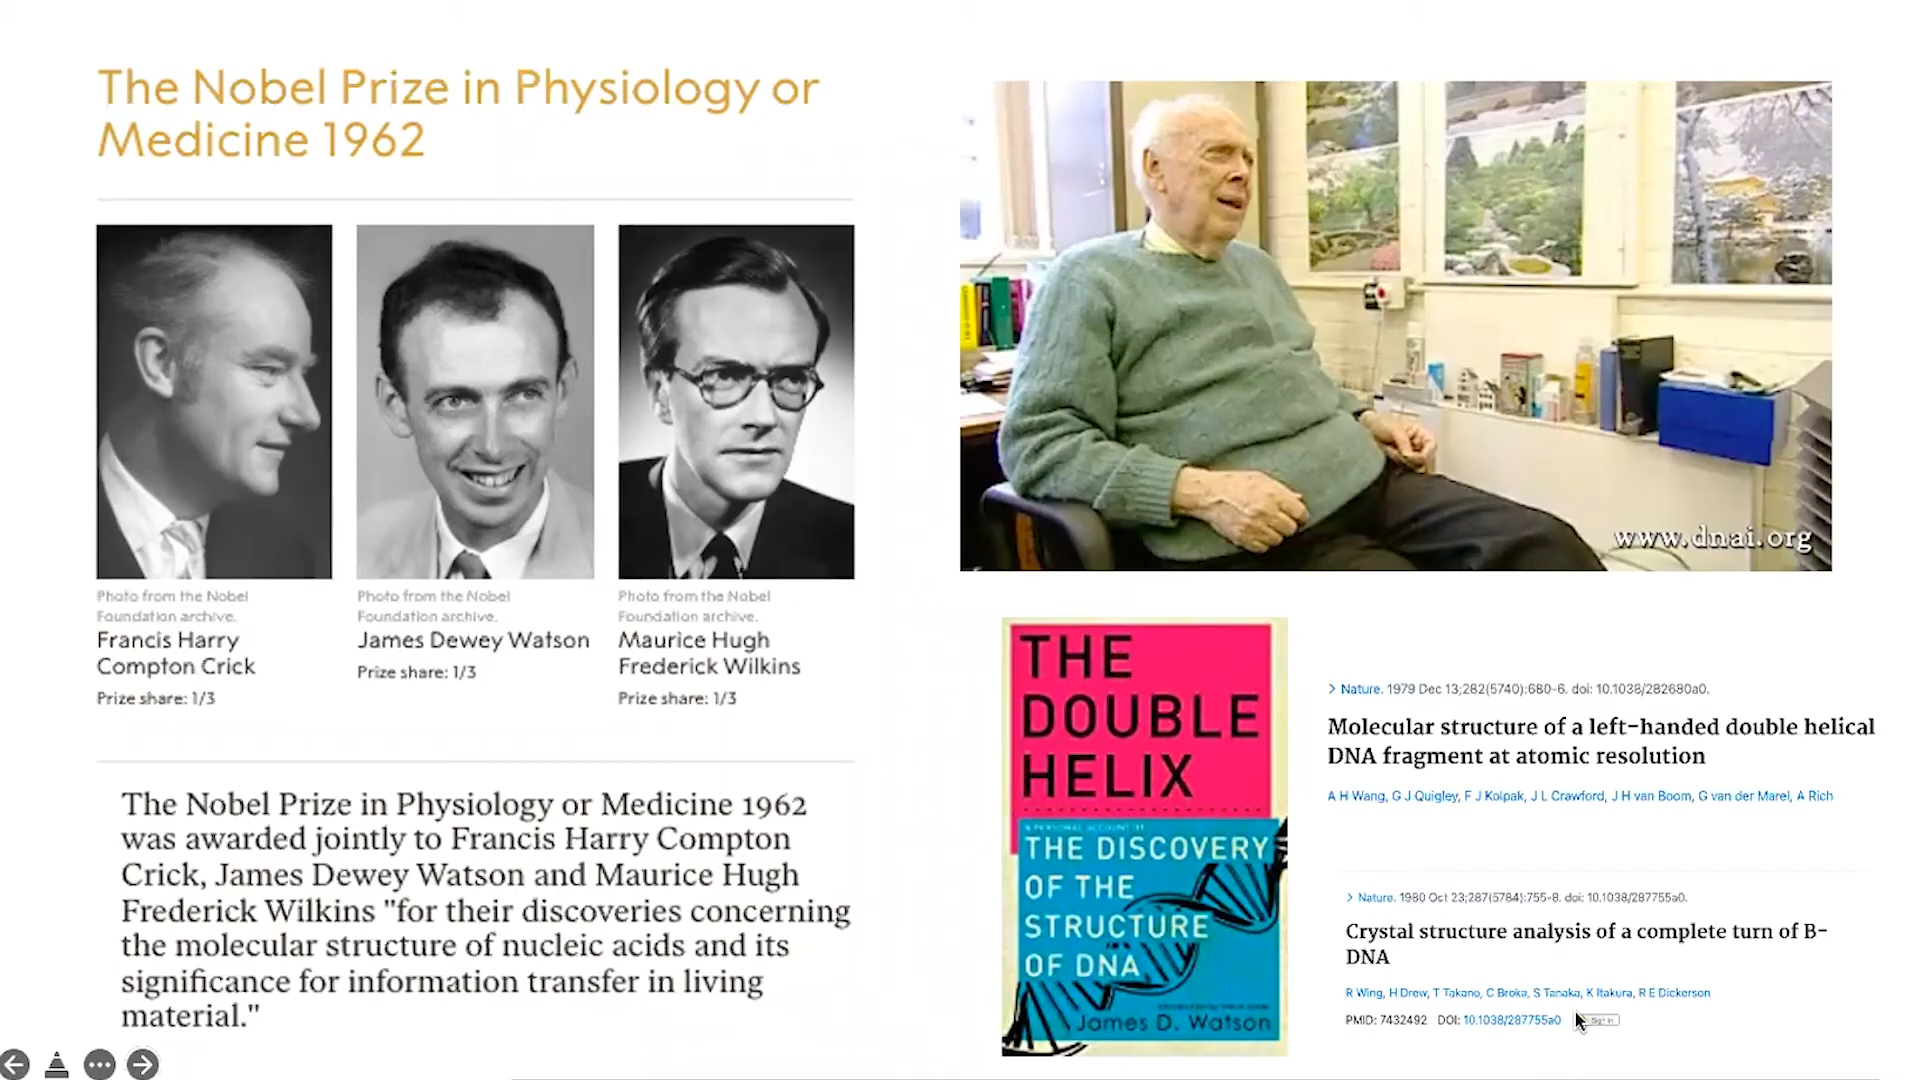 The Nobel Prize in Physiology or
Medicine 1962
Photo from the Nobel
Foundation archive.
Francis Harry
Compton Crick
Prize share: 1/3
Photo from the Nobel
Foundation archive.
James Dewey Watson
Prize share: 1/3
Photo from the Nobel
Foundation archive.
Maurice Hugh
Frederick Wilkins
Prize share: 1/3
The Nobel Prize in Physiology or Medicine 1962
was awarded jointly to Francis Harry Compton
Crick, James Dewey Watson and Maurice Hugh
Frederick Wilkins "for their discoveries concerning
the molecular structure of nucleic acids and its
significance for information transfer in living
material."
www.dnai.org
THE
DOUBLE
HELIX
A PERSONAL ACCOUNT OF
THE DISCOVERY
OF THE
STRUCTURE
OF DNA
James D. Watson
> Nature. 1979 Dec 13;282(5740):680-6. doi: 10.1038/282680a0.
Molecular structure of a left-handed double helical
DNA fragment at atomic resolution
A H Wang, G J Quigley, F J Kolpak, J L Crawford, J H van Boom, G van der Marel, A Rich
> Nature. 1980 Oct 23;287(5784):755-8. doi: 10.1038/287755a0.
Crystal structure analysis of a complete turn of B-
DNA
R Wing, H Drew, T Takano, C Broka, S Tanaka, K Itakura, R E Dickerson
PMID: 7432492 DOI: 10.1038/287755a0 Sign in